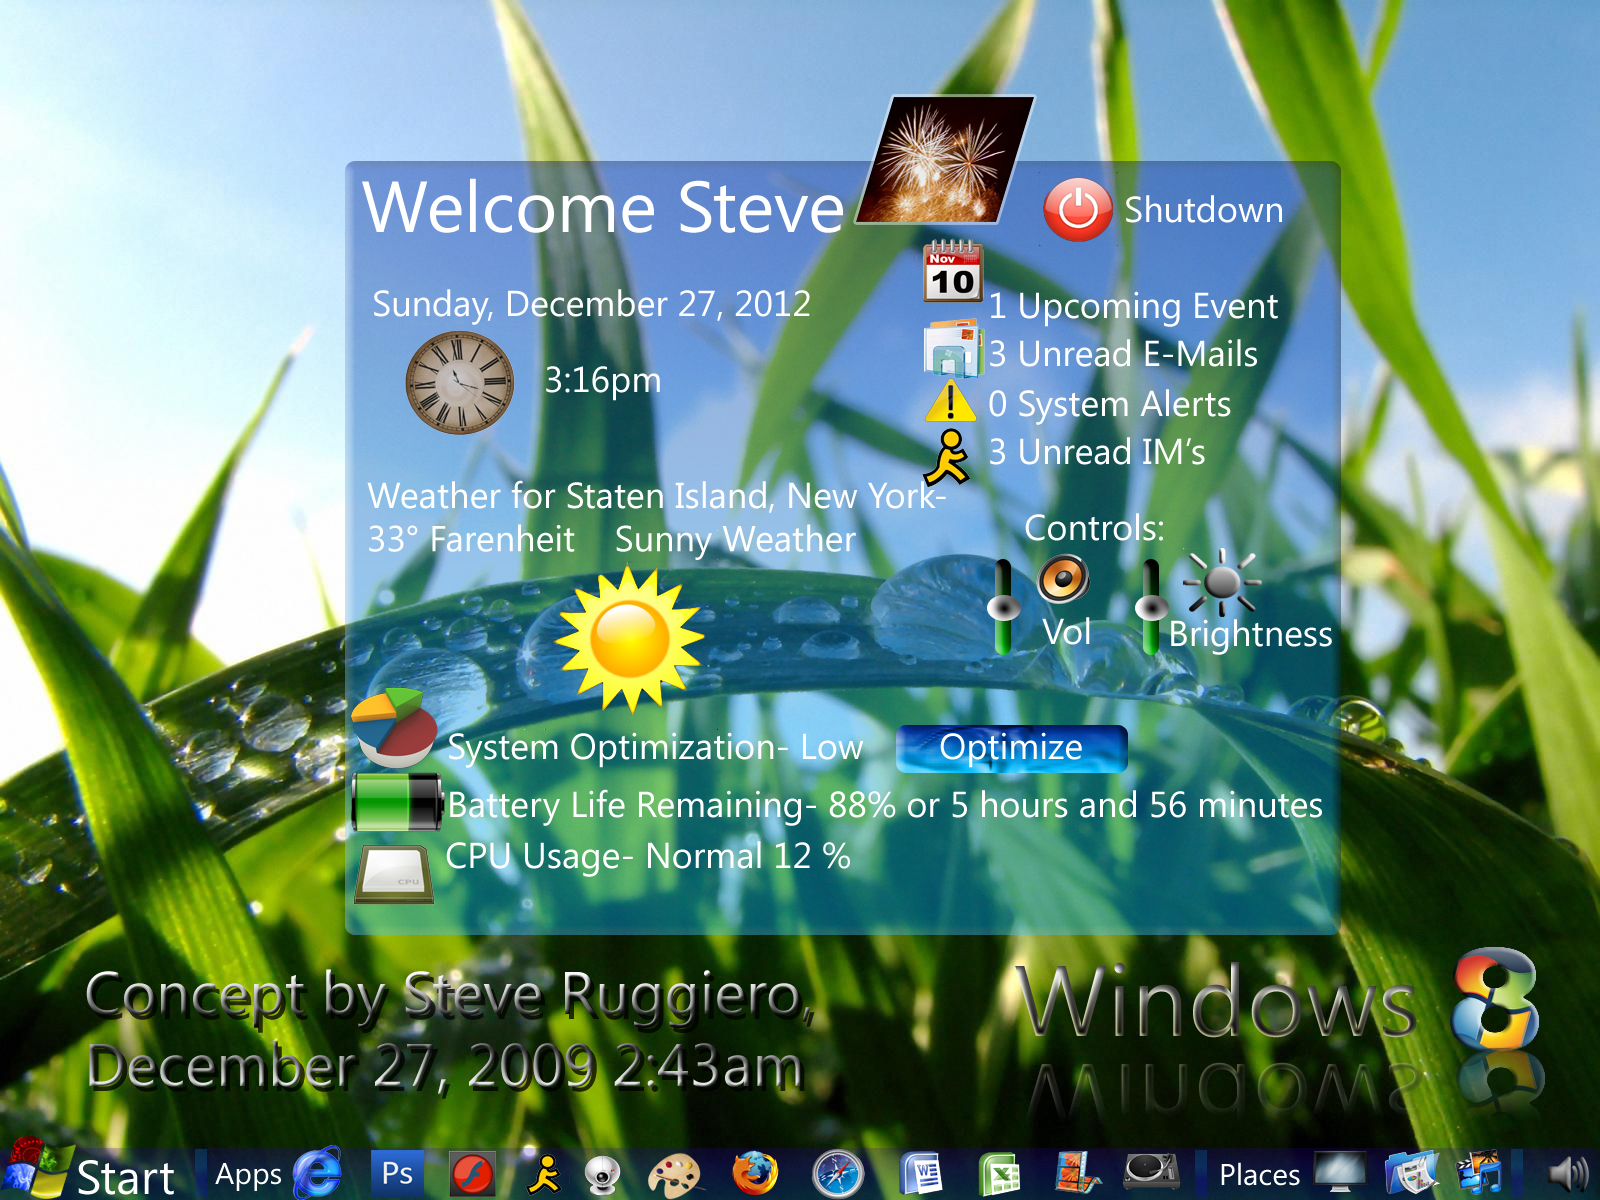 Welcome Steve
Shutdown
Nov
10
Sunday, December 27, 2012
1 Upcoming Event
3:16pm
3 Unread E-Mails
0 System Alerts
3 Unread IM's
Weather for Staten Island, New York-
33° Farenheit Sunny Weather
Controls:
Vol
Brightness
System Optimization- Low
Optimize
Battery Life Remaining- 88% or 5 hours and 56 minutes
CPU Usage- Normal 12 %
CPU
Concept by Steve Ruggiero,
December 27, 2009 2:43am
Windows 8
Start
Apps
Ps
Places